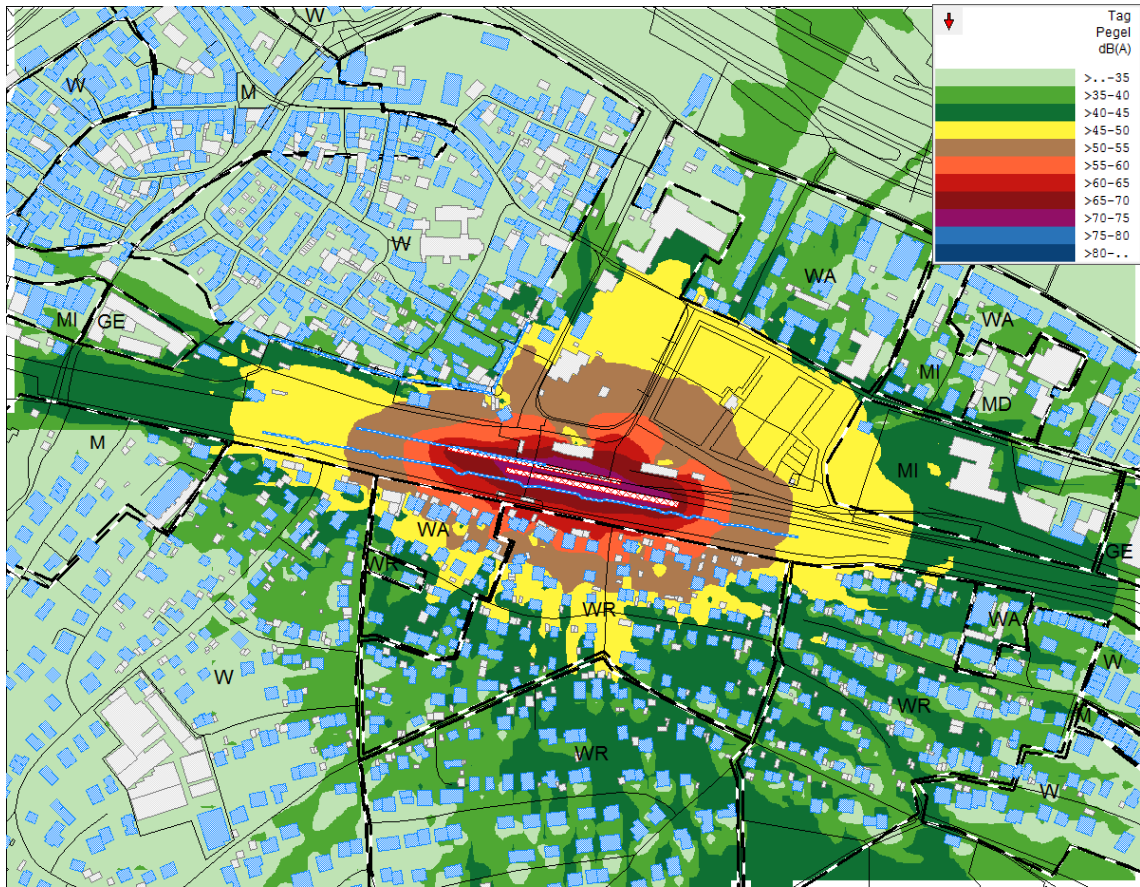 Tag
Pegel
dB(A)
>..-35
>35-40
>40-45
>45-50
>50-55
>55-60
>60-65
>65-70
>70-75
>75-80
>80-..
W
W
M
W
WA
WA
MI
GE
MI
MD
M
MI
WA
GE
WR
WR
WA
W
W
WR
M
WR
W